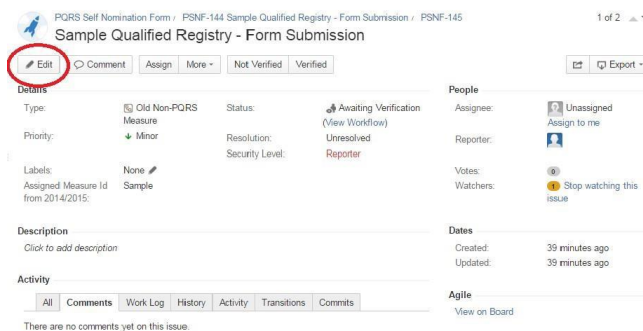 PQRS Self Nomination Form / PSNF-144 Sample Qualified Registry - Form Submission / PSNF-145
1 of 2
Sample Qualified Registry - Form Submission
Edit Comment Assign More Not Verified Verified Export
Details
Type: Old Non-PQRS Measure
Status: Awaiting Verification (View Workflow)
Priority: Minor
Resolution: Unresolved
Security Level: Reporter
Labels: None
Assigned Measure Id from 2014/2015: Sample
Description
Click to add description
Activity
All Comments Work Log History Activity Transitions Commits
There are no comments yet on this issue.
People
Assignee: Unassigned
Assign to me
Reporter:
Votes: 0
Watchers: 1 Stop watching this issue
Dates
Created: 39 minutes ago
Updated: 39 minutes ago
Agile
View on Board